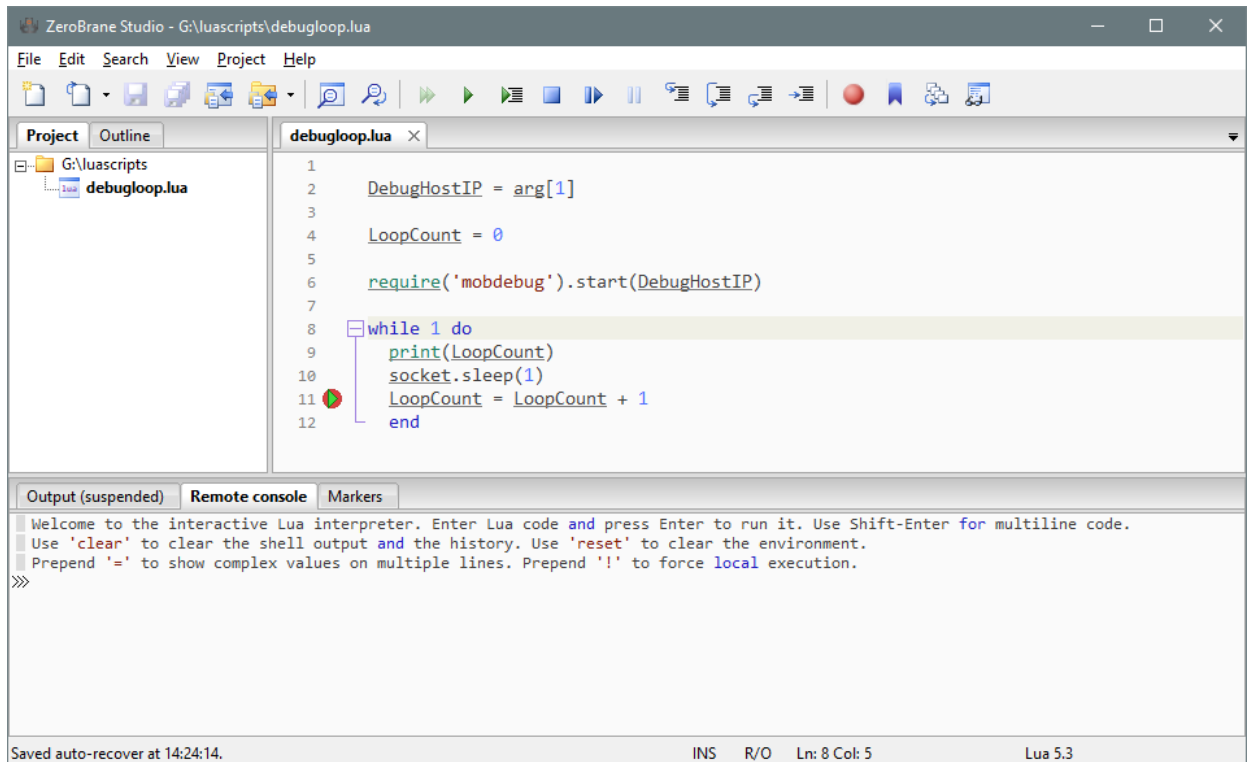 ZeroBrane Studio - G:\luascripts\debugloop.lua
File Edit Search View Project Help
Project Outline
debugloop.lua
G:\luascripts
lua debugloop.lua
1
2 DebugHostIP = arg[1]
3
4 LoopCount = 0
5
6 require('mobdebug').start(DebugHostIP)
7
8 while 1 do
9 print(LoopCount)
10 socket.sleep(1)
11 LoopCount = LoopCount + 1
12 end
Output (suspended) Remote console Markers
Welcome to the interactive Lua interpreter. Enter Lua code and press Enter to run it. Use Shift-Enter for multiline code.
Use 'clear' to clear the shell output and the history. Use 'reset' to clear the environment.
Prepend '=' to show complex values on multiple lines. Prepend '!' to force local execution.
>>>
Saved auto-recover at 14:24:14. INS R/O Ln: 8 Col: 5 Lua 5.3